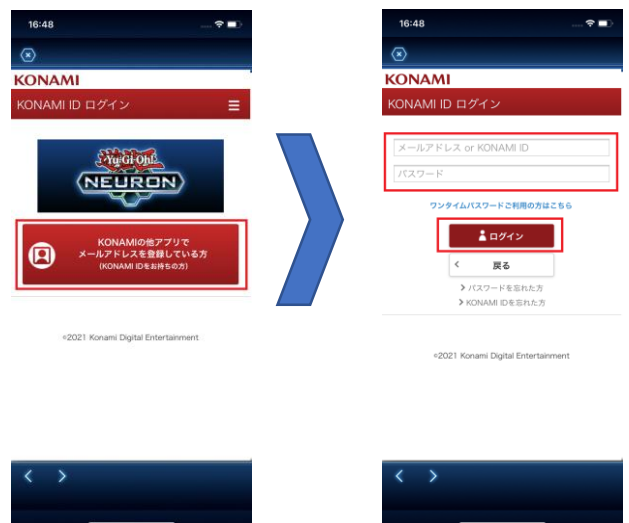 16:48
KONAMI
KONAMI ID ログイン
Yu-Gi-Oh!
NEURON
KONAMIの他アプリで
メールアドレスを登録している方
(KONAMI IDをお持ちの方)
©2021 Konami Digital Entertainment
16:48
KONAMI
KONAMI ID ログイン
メールアドレス or KONAMI ID
パスワード
ワンタイムパスワードご利用の方はこちら
ログイン
戻る
パスワードを忘れた方
KONAMI IDを忘れた方
©2021 Konami Digital Entertainment